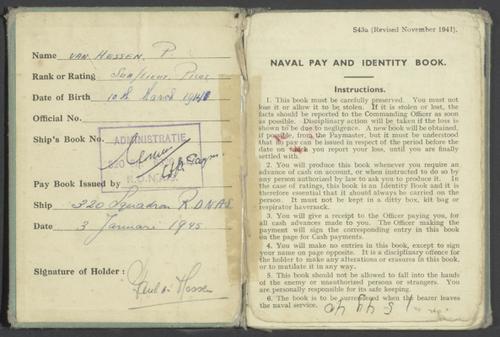 Name VAN HESSEN, P
Rank or Rating Sub/Lieut.
Date of Birth 10th March
Official No.
Ship's Book No.
ADMINISTRATIE
320
Pay Book Issued by
Ship 320 Squadron R.D.N.A.S.
Date 3 Januari 1945
Signature of Holder :
S43a (Revised November 1941).
NAVAL PAY AND IDENTITY BOOK.
Instructions.
1. This book must be carefully preserved. You must not
lose it or allow it to be stolen. If it is stolen, or lost, the
facts should be reported to the Commanding Officer as soon
as possible. Disciplinary action will be taken if the loss is
shown to be due to negligence. A new book will be obtained,
if possible, from the Paymaster, but it must be understood
that no pay can be issued in respect of the period before the
date on which you report your loss, until you are finally
settled with.
2. You will produce this book whenever you require an
advance of cash on account, or when instructed to do so by
any person authorized by law to ask you to produce it. In
the case of ratings, this book is an Identity Book and it is
therefore essential that it should always be carried on the
person. It must not be kept in a ditty box, kit bag or
respirator haversack.
3. You will give a receipt to the Officer paying you, for
all cash advances made to you. The Officer making the
payment will sign the corresponding entry in this book
on the page for Cash payments.
4. You will make no entries in this book, except to sign
your name on page opposite. It is a disciplinary offence for
the holder to make any alterations or erasures in this book,
or to mutilate it in any way.
5. This book should not be allowed to fall into the hands
of the enemy or unauthorized persons or strangers. You
are personally responsible for its safe keeping.
6. The book is to be surrendered when the bearer leaves
the naval service.